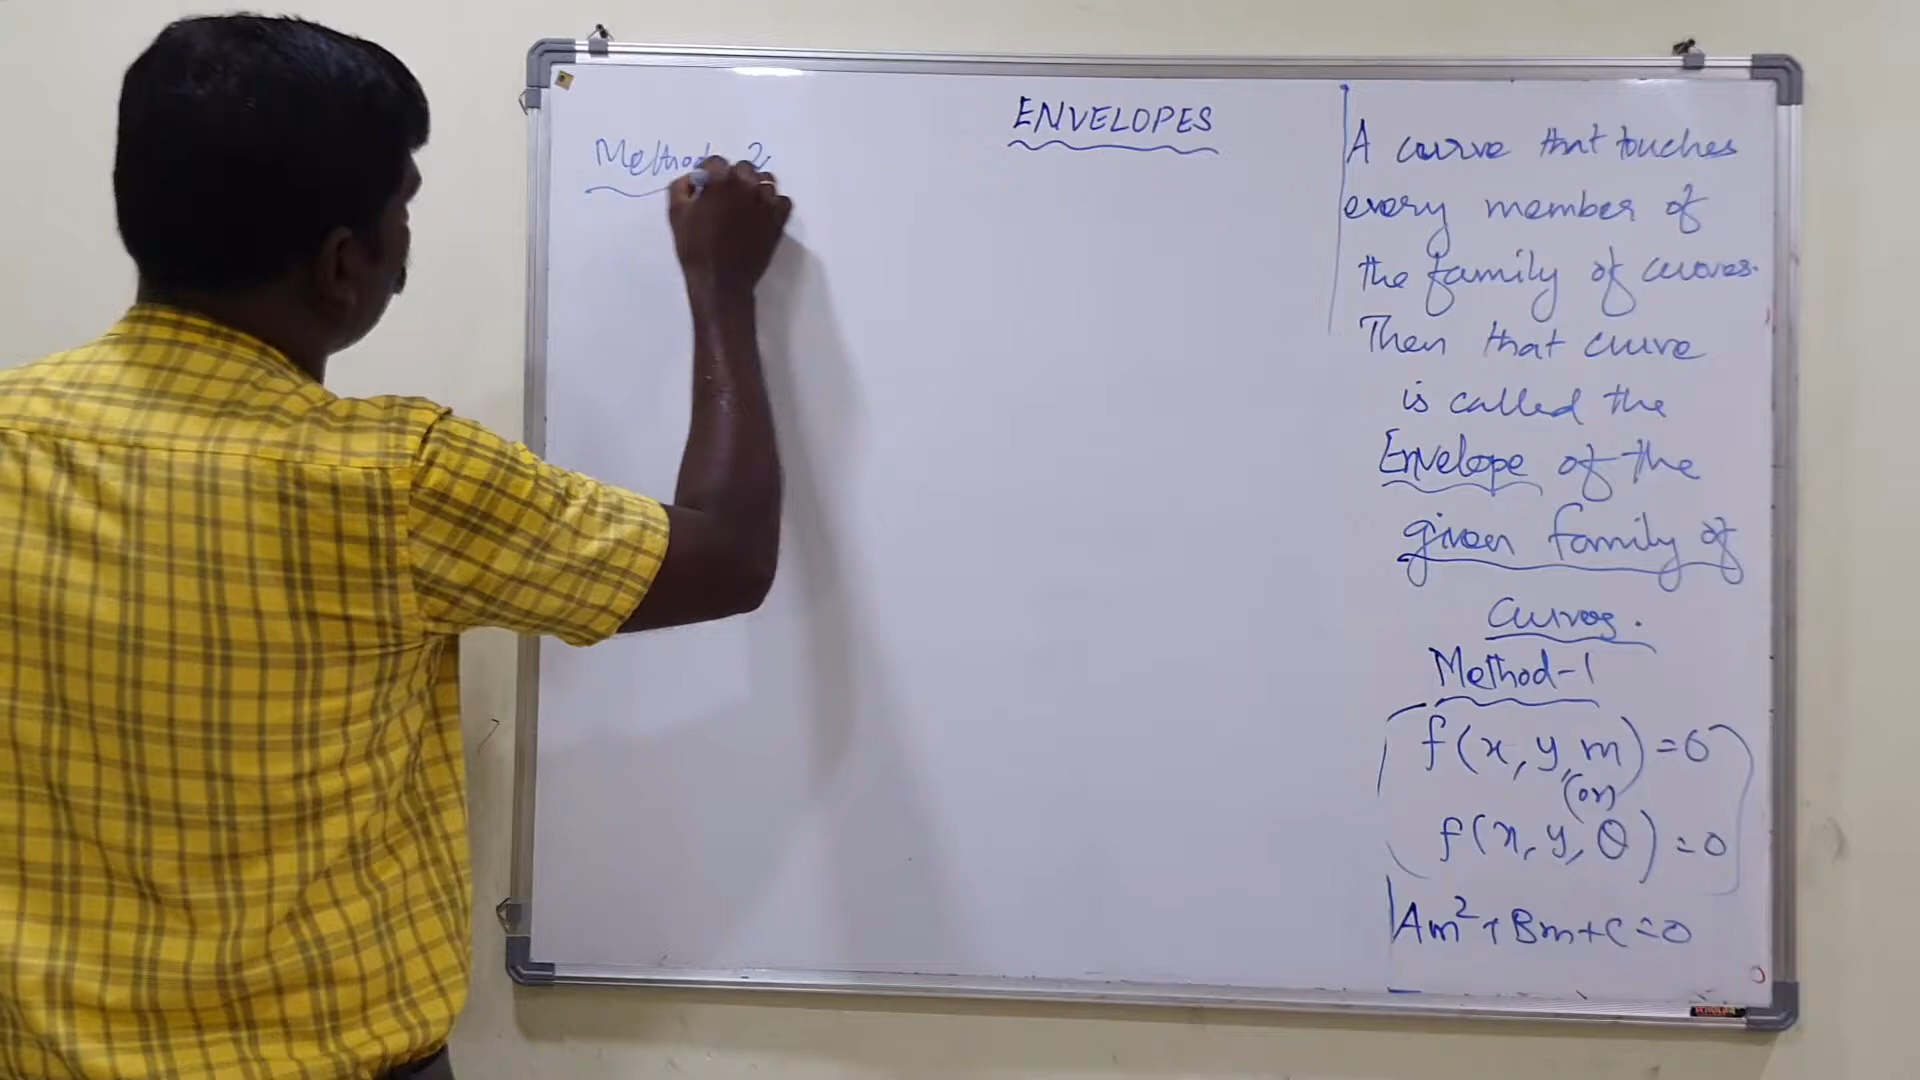 ENVELOPES
Method-2
A curve that touches
every member of
the family of curves.
Then that curve
is called the
Envelope of the
given family of
Curves.
Method-1
f(x, y, m) = 0
(or)
f(x, y, θ) = 0
Am²+Bm+C=0